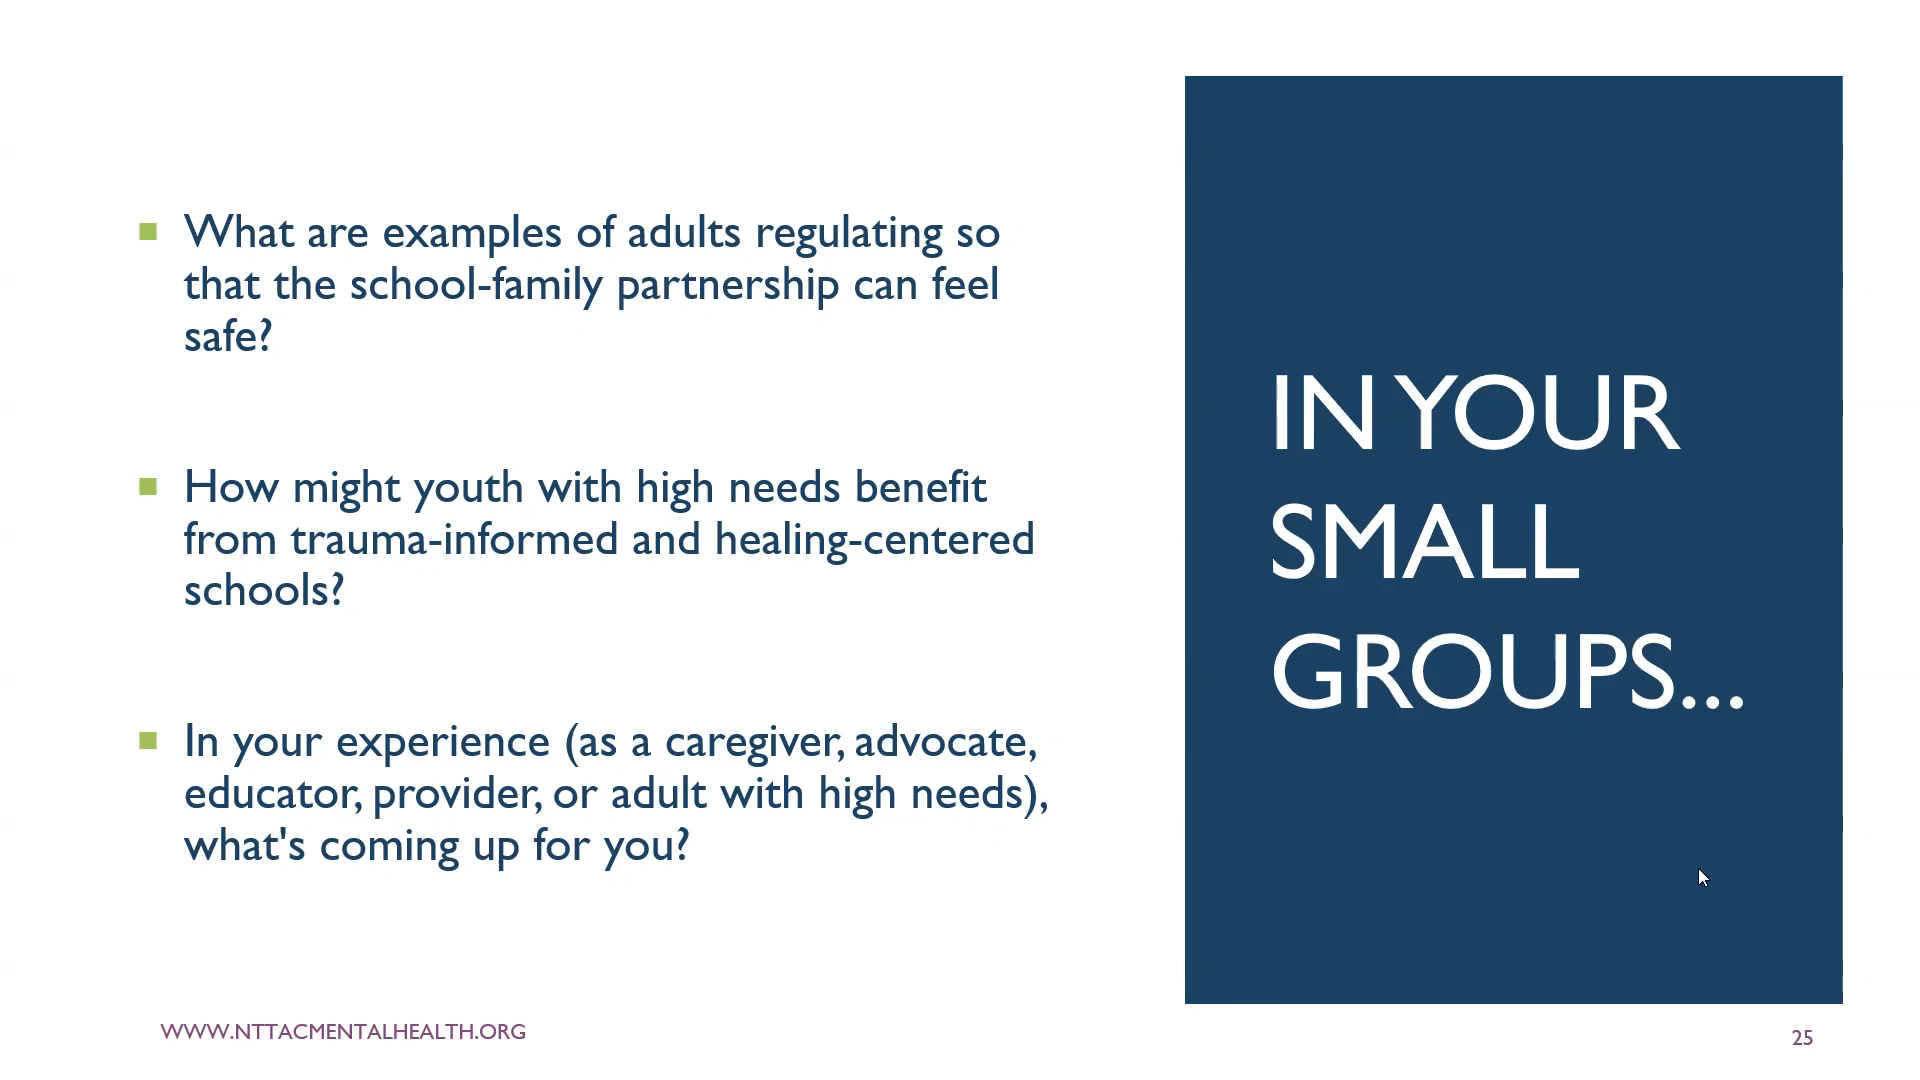 What are examples of adults regulating so
that the school-family partnership can feel
safe?
How might youth with high needs benefit
from trauma-informed and healing-centered
schools?
In your experience (as a caregiver, advocate,
educator, provider, or adult with high needs),
what's coming up for you?
IN YOUR
SMALL
GROUPS...
WWW.NTTACMENTALHEALTH.ORG
25